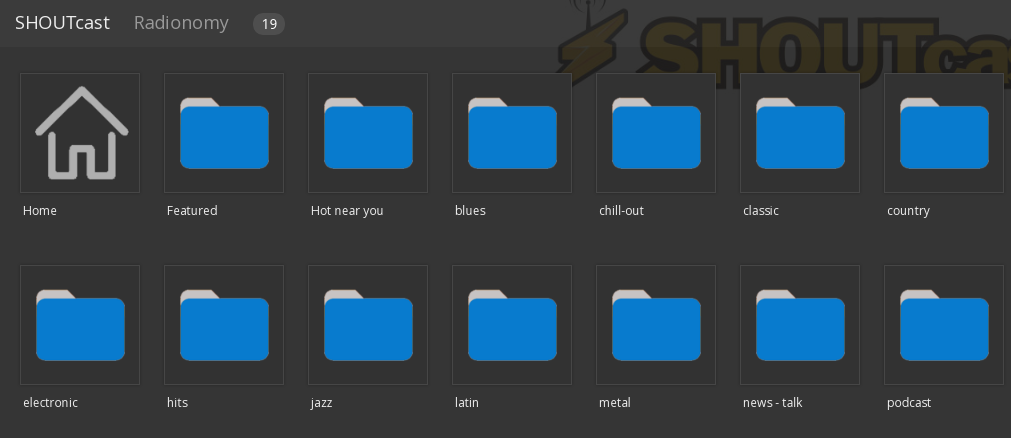 SHOUTcast Radionomy 19
SHOUTca
Home Featured Hot near you blues chill-out classic country
electronic hits jazz latin metal news - talk podcast